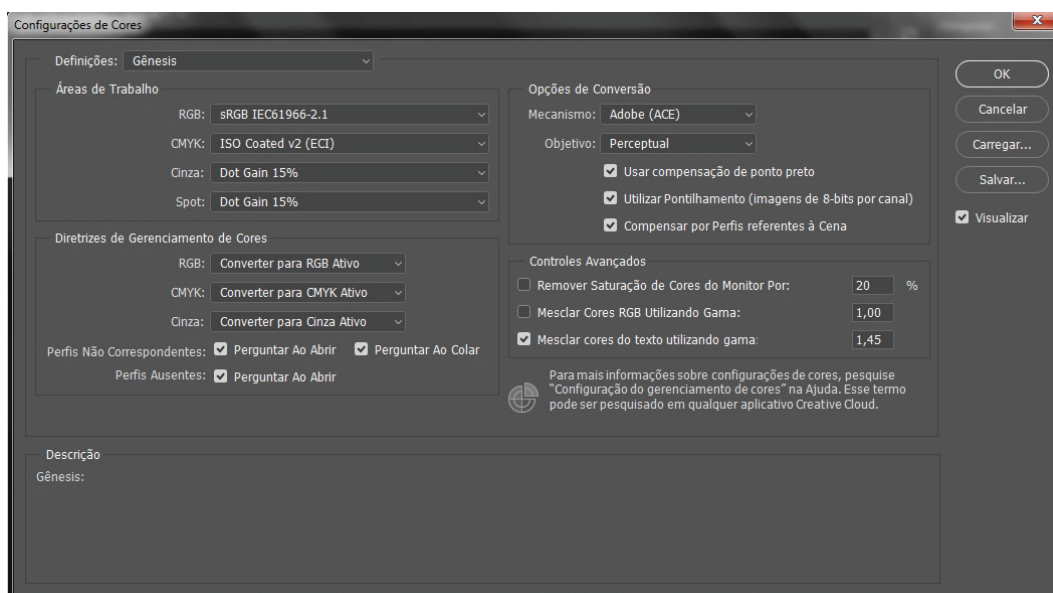 Configurações de Cores
Definições: Gênesis
Áreas de Trabalho
RGB: sRGB IEC61966-2.1
CMYK: ISO Coated v2 (ECI)
Cinza: Dot Gain 15%
Spot: Dot Gain 15%
Diretrizes de Gerenciamento de Cores
RGB: Converter para RGB Ativo
CMYK: Converter para CMYK Ativo
Cinza: Converter para Cinza Ativo
Perfis Não Correspondentes: Perguntar Ao Abrir Perguntar Ao Colar
Perfis Ausentes: Perguntar Ao Abrir
Opções de Conversão
Mecanismo: Adobe (ACE)
Objetivo: Perceptual
Usar compensação de ponto preto
Utilizar Pontilhamento (imagens de 8-bits por canal)
Compensar por Perfis referentes à Cena
Controles Avançados
Remover Saturação de Cores do Monitor Por: 20 %
Mesclar Cores RGB Utilizando Gama: 1,00
Mesclar cores do texto utilizando gama: 1,45
Para mais informações sobre configurações de cores, pesquise
"Configuração do gerenciamento de cores" na Ajuda. Esse termo
pode ser pesquisado em qualquer aplicativo Creative Cloud.
OK
Cancelar
Carregar...
Salvar...
Visualizar
Descrição
Gênesis: